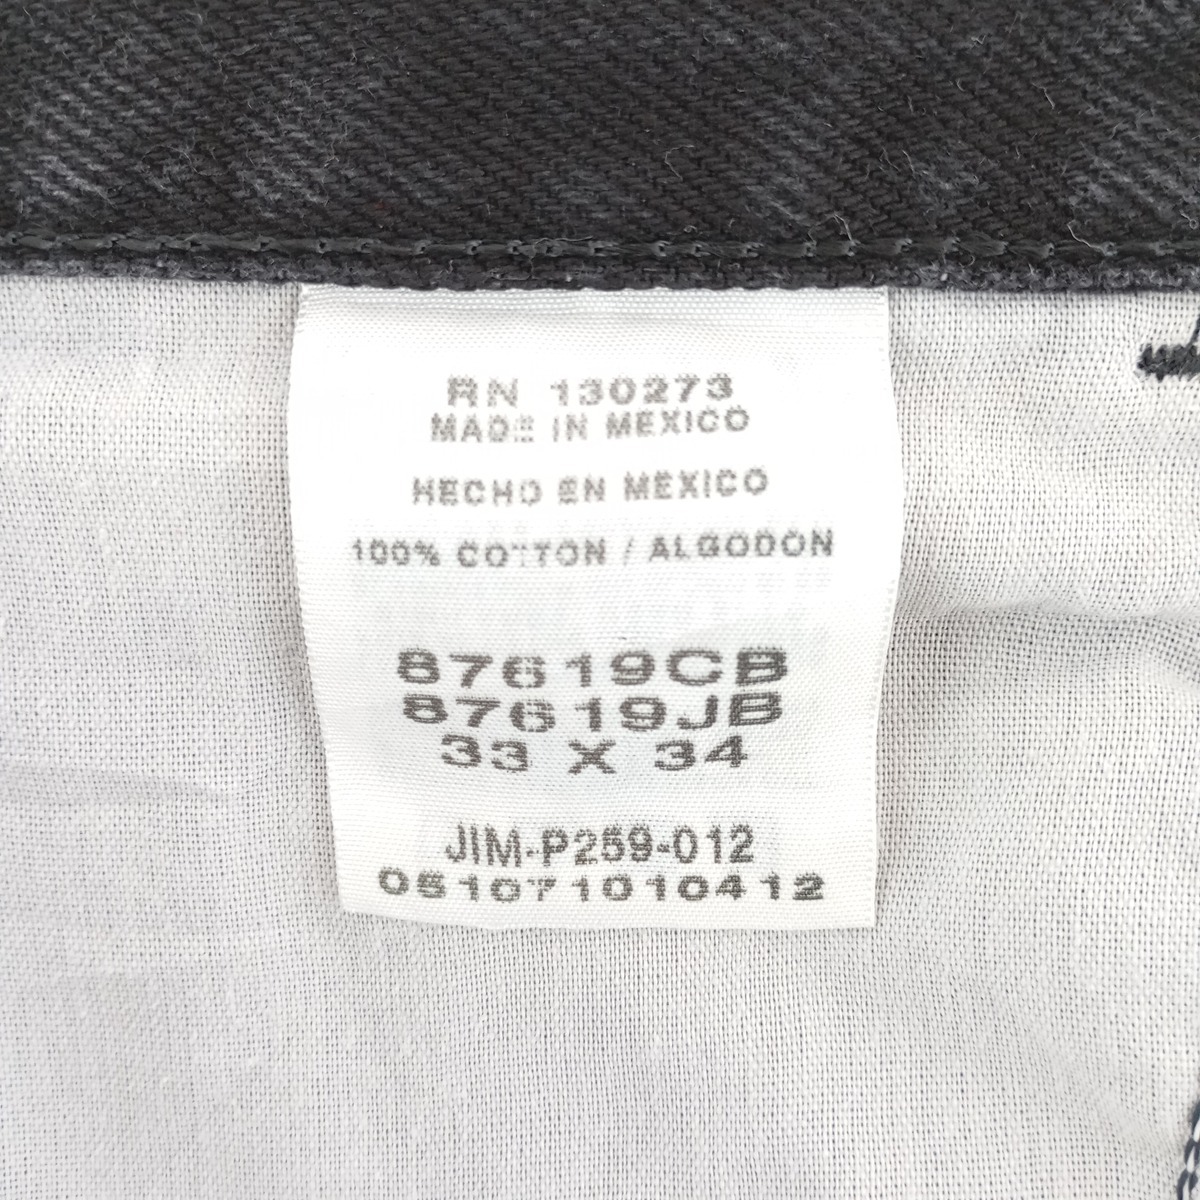 RN 130273
MADE IN MEXICO
HECHO EN MEXICO
100% COTTON / ALGODON
87619CB
87619JB
33 X 34
JIM-P259-012
051071010412